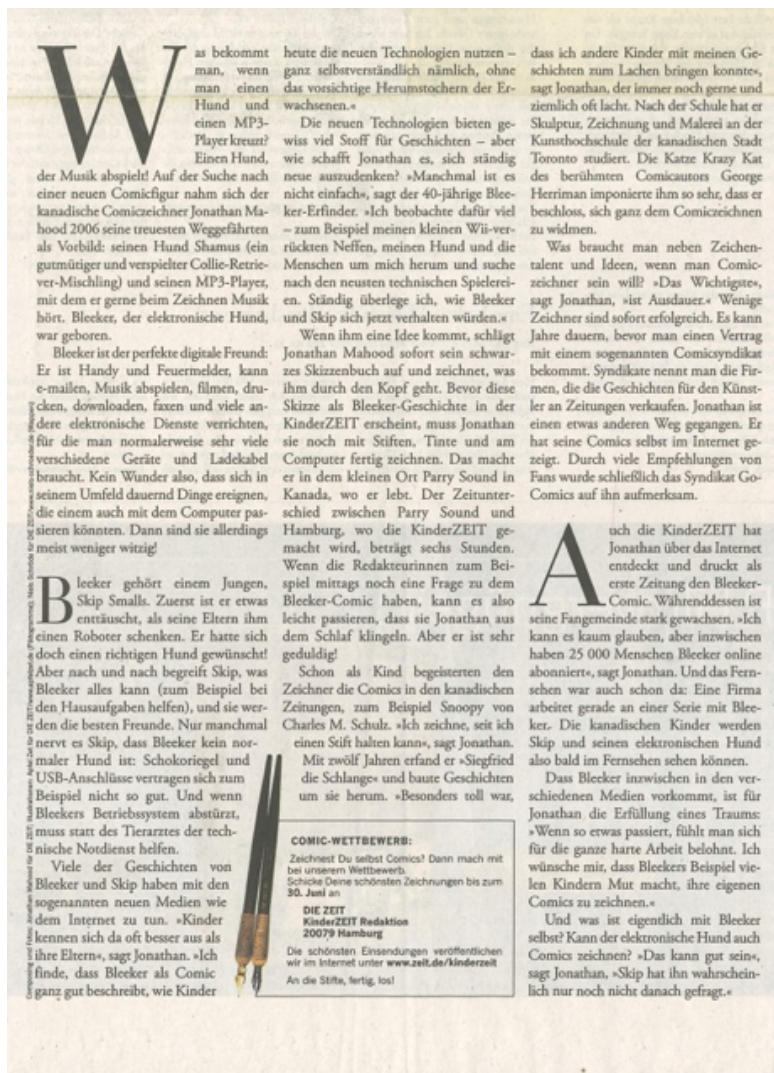 Was bekommt
man, wenn
man einen
Hund und
einen MP3-
Player kreuzt?
Einen Hund,
der Musik abspielt! Auf der Suche nach
einer neuen Comicfigur nahm sich der
kanadische Comiczeichner Jonathan Ma-
hood 2006 seine treuesten Weggefährten
als Vorbild: seinen Hund Shamus (ein
gutmütiger und verspielter Collie-Retrie-
ver-Mischling) und seinen MP3-Player,
mit dem er gerne beim Zeichnen Musik
hört. Bleeker, der elektronische Hund,
war geboren.
Bleeker ist der perfekte digitale Freund:
Er ist Handy und Feuermelder, kann
e-mailen, Musik abspielen, filmen, dru-
cken, downloaden, faxen und viele an-
dere elektronische Dienste verrichten,
für die man normalerweise sehr viele
verschiedene Geräte und Ladekabel
braucht. Kein Wunder also, dass sich in
seinem Umfeld dauernd Dinge ereignen,
die einem auch mit dem Computer pas-
sieren könnten. Dann sind sie allerdings
meist weniger witzig!
Bleeker gehört einem Jungen,
Skip Smalls. Zuerst ist er etwas
enttäuscht, als seine Eltern ihm
einen Roboter schenken. Er hatte sich
doch einen richtigen Hund gewünscht!
Aber nach und nach begreift Skip, was
Bleeker alles kann (zum Beispiel bei
den Hausaufgaben helfen), und sie wer-
den die besten Freunde. Nur manchmal
nervt es Skip, dass Bleeker kein nor-
maler Hund ist: Schokoriegel und
USB-Anschlüsse vertragen sich zum
Beispiel nicht so gut. Und wenn
Bleekers Betriebssystem abstürzt,
muss statt des Tierarztes der tech-
nische Notdienst helfen.
Viele der Geschichten von
Bleeker und Skip haben mit den
sogenannten neuen Medien wie
dem Internet zu tun. »Kinder
kennen sich da oft besser aus als
ihre Eltern«, sagt Jonathan. »Ich
finde, dass Bleeker als Comic
ganz gut beschreibt, wie Kinder
heute die neuen Technologien nutzen –
ganz selbstverständlich nämlich, ohne
das vorsichtige Herumstochern der Er-
wachsenen.«
Die neuen Technologien bieten ge-
wiss viel Stoff für Geschichten – aber
wie schafft Jonathan es, sich ständig
neue auszudenken? »Manchmal ist es
nicht einfach«, sagt der 40-jährige Blee-
ker-Erfinder. »Ich beobachte dafür viel
– zum Beispiel meinen kleinen Wii-ver-
rückten Neffen, meinen Hund und die
Menschen um mich herum und suche
nach den neusten technischen Spielerei-
en. Ständig überlege ich, wie Bleeker
und Skip sich jetzt verhalten würden.«
Wenn ihm eine Idee kommt, schlägt
Jonathan Mahood sofort sein schwar-
zes Skizzenbuch auf und zeichnet, was
ihm durch den Kopf geht. Bevor diese
Skizze als Bleeker-Geschichte in der
KinderZEIT erscheint, muss Jonathan
sie noch mit Stiften, Tinte und am
Computer fertig zeichnen. Das macht
er in dem kleinen Ort Parry Sound in
Kanada, wo er lebt. Der Zeitunter-
schied zwischen Parry Sound und
Hamburg, wo die KinderZEIT ge-
macht wird, beträgt sechs Stunden.
Wenn die Redakteurinnen zum Bei-
spiel mittags noch eine Frage zu dem
Bleeker-Comic haben, kann es also
leicht passieren, dass sie Jonathan aus
dem Schlaf klingeln. Aber er ist sehr
geduldig!
Schon als Kind begeisterten den
Zeichner die Comics in den kanadischen
Zeitungen, zum Beispiel Snoopy von
Charles M. Schulz. »Ich zeichne, seit ich
einen Stift halten kann«, sagt Jonathan.
Mit zwölf Jahren erfand er »Siegfried
die Schlange« und baute Geschichten
um sie herum. »Besonders toll war,
COMIC-WETTBEWERB:
Zeichnest Du selbst Comics? Dann mach mit
bei unserem Wettbewerb.
Schicke Deine schönsten Zeichnungen bis zum
30. Juni an
DIE ZEIT
KinderZEIT Redaktion
20079 Hamburg
Die schönsten Einsendungen veröffentlichen
wir im Internet unter www.zeit.de/kinderzeit
An die Stifte, fertig, los!
dass ich andere Kinder mit meinen Ge-
schichten zum Lachen bringen konnte«,
sagt Jonathan, der immer noch gerne und
ziemlich oft lacht. Nach der Schule hat er
Skulptur, Zeichnung und Malerei an der
Kunsthochschule der kanadischen Stadt
Toronto studiert. Die Katze Krazy Kat
des berühmten Comicautors George
Herriman imponierte ihm so sehr, dass er
beschloss, sich ganz dem Comiczeichnen
zu widmen.
Was braucht man neben Zeichen-
talent und Ideen, wenn man Comic-
zeichner sein will? »Das Wichtigste«,
sagt Jonathan, »ist Ausdauer.« Wenige
Zeichner sind sofort erfolgreich. Es kann
Jahre dauern, bevor man einen Vertrag
mit einem sogenannten Comicsyndikat
bekommt. Syndikate nennt man die Fir-
men, die die Geschichten für den Künst-
ler an Zeitungen verkaufen. Jonathan ist
einen etwas anderen Weg gegangen. Er
hat seine Comics selbst im Internet ge-
zeigt. Durch viele Empfehlungen von
Fans wurde schließlich das Syndikat Go-
Comics auf ihn aufmerksam.
Auch die KinderZEIT hat
Jonathan über das Internet
entdeckt und druckt als
erste Zeitung den Bleeker-
Comic. Währenddessen ist
seine Fangemeinde stark gewachsen. »Ich
kann es kaum glauben, aber inzwischen
haben 25 000 Menschen Bleeker online
abonniert«, sagt Jonathan. Und das Fern-
sehen war auch schon da: Eine Firma
arbeitet gerade an einer Serie mit Blee-
ker. Die kanadischen Kinder werden
Skip und seinen elektronischen Hund
also bald im Fernsehen sehen können.
Dass Bleeker inzwischen in den ver-
schiedenen Medien vorkommt, ist für
Jonathan die Erfüllung eines Traums:
»Wenn so etwas passiert, fühlt man sich
für die ganze harte Arbeit belohnt. Ich
wünsche mir, dass Bleekers Beispiel vie-
len Kindern Mut macht, ihre eigenen
Comics zu zeichnen.«
Und was ist eigentlich mit Bleeker
selbst? Kann der elektronische Hund auch
Comics zeichnen? »Das kann gut sein«,
sagt Jonathan, »Skip hat ihn wahrschein-
lich nur noch nicht danach gefragt.«